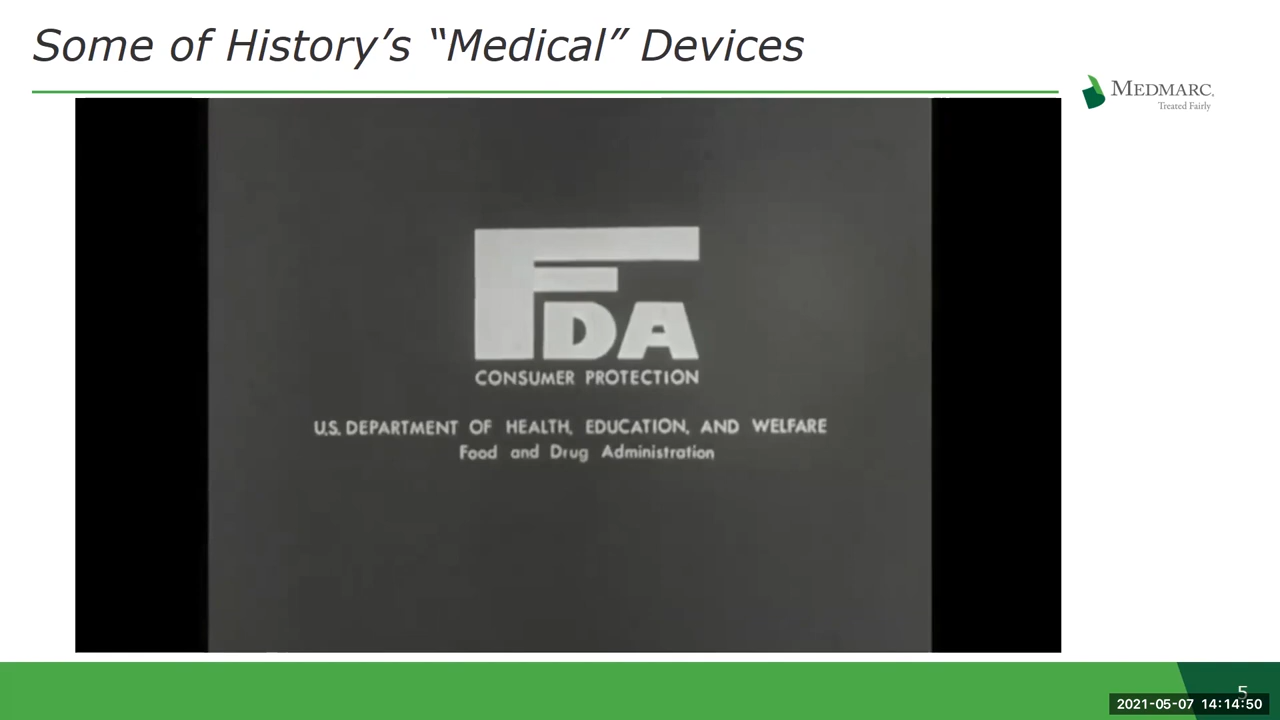 Some of History’s “Medical” Devices
MEDMARC.
Treated Fairly
FDA
CONSUMER PROTECTION
U.S. DEPARTMENT OF HEALTH, EDUCATION, AND WELFARE
Food and Drug Administration
5
2021-05-07 14:14:50